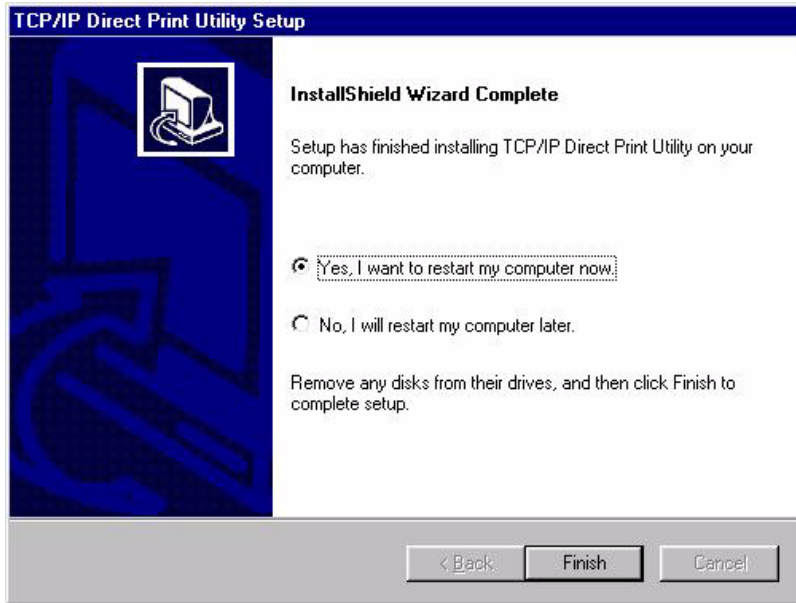 TCP/IP Direct Print Utility Setup
InstallShield Wizard Complete
Setup has finished installing TCP/IP Direct Print Utility on your
computer.
Yes, I want to restart my computer now.
No, I will restart my computer later.
Remove any disks from their drives, and then click Finish to
complete setup.
< Back
Finish
Cancel